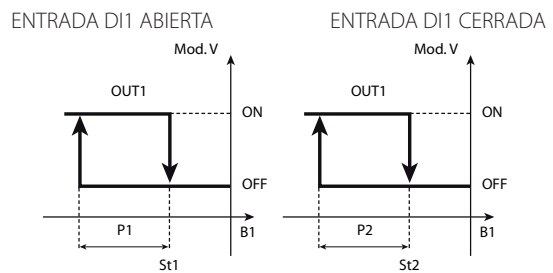 ENTRADA DI1 ABIERTA
Mod. V
OUT1
ON
OFF
P1
B1
St1
ENTRADA DI1 CERRADA
Mod. V
OUT1
ON
OFF
P2
B1
St2